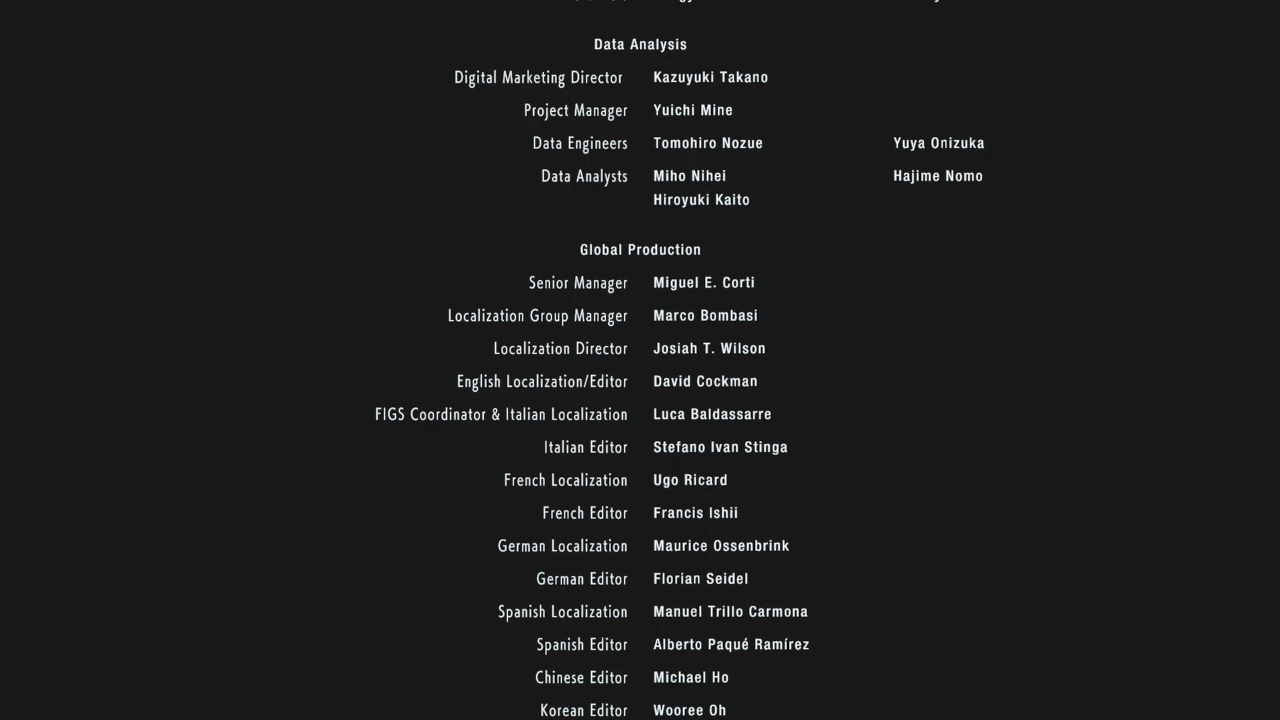 Data Analysis
Digital Marketing Director Kazuyuki Takano
Project Manager Yuichi Mine
Data Engineers Tomohiro Nozue Yuya Onizuka
Data Analysts Miho Nihei Hajime Nomo
Hiroyuki Kaito
Global Production
Senior Manager Miguel E. Corti
Localization Group Manager Marco Bombasi
Localization Director Josiah T. Wilson
English Localization/Editor David Cockman
FIGS Coordinator & Italian Localization Luca Baldassarre
Italian Editor Stefano Ivan Stinga
French Localization Ugo Ricard
French Editor Francis Ishii
German Localization Maurice Ossenbrink
German Editor Florian Seidel
Spanish Localization Manuel Trillo Carmona
Spanish Editor Alberto Paqué Ramírez
Chinese Editor Michael Ho
Korean Editor Wooree Oh